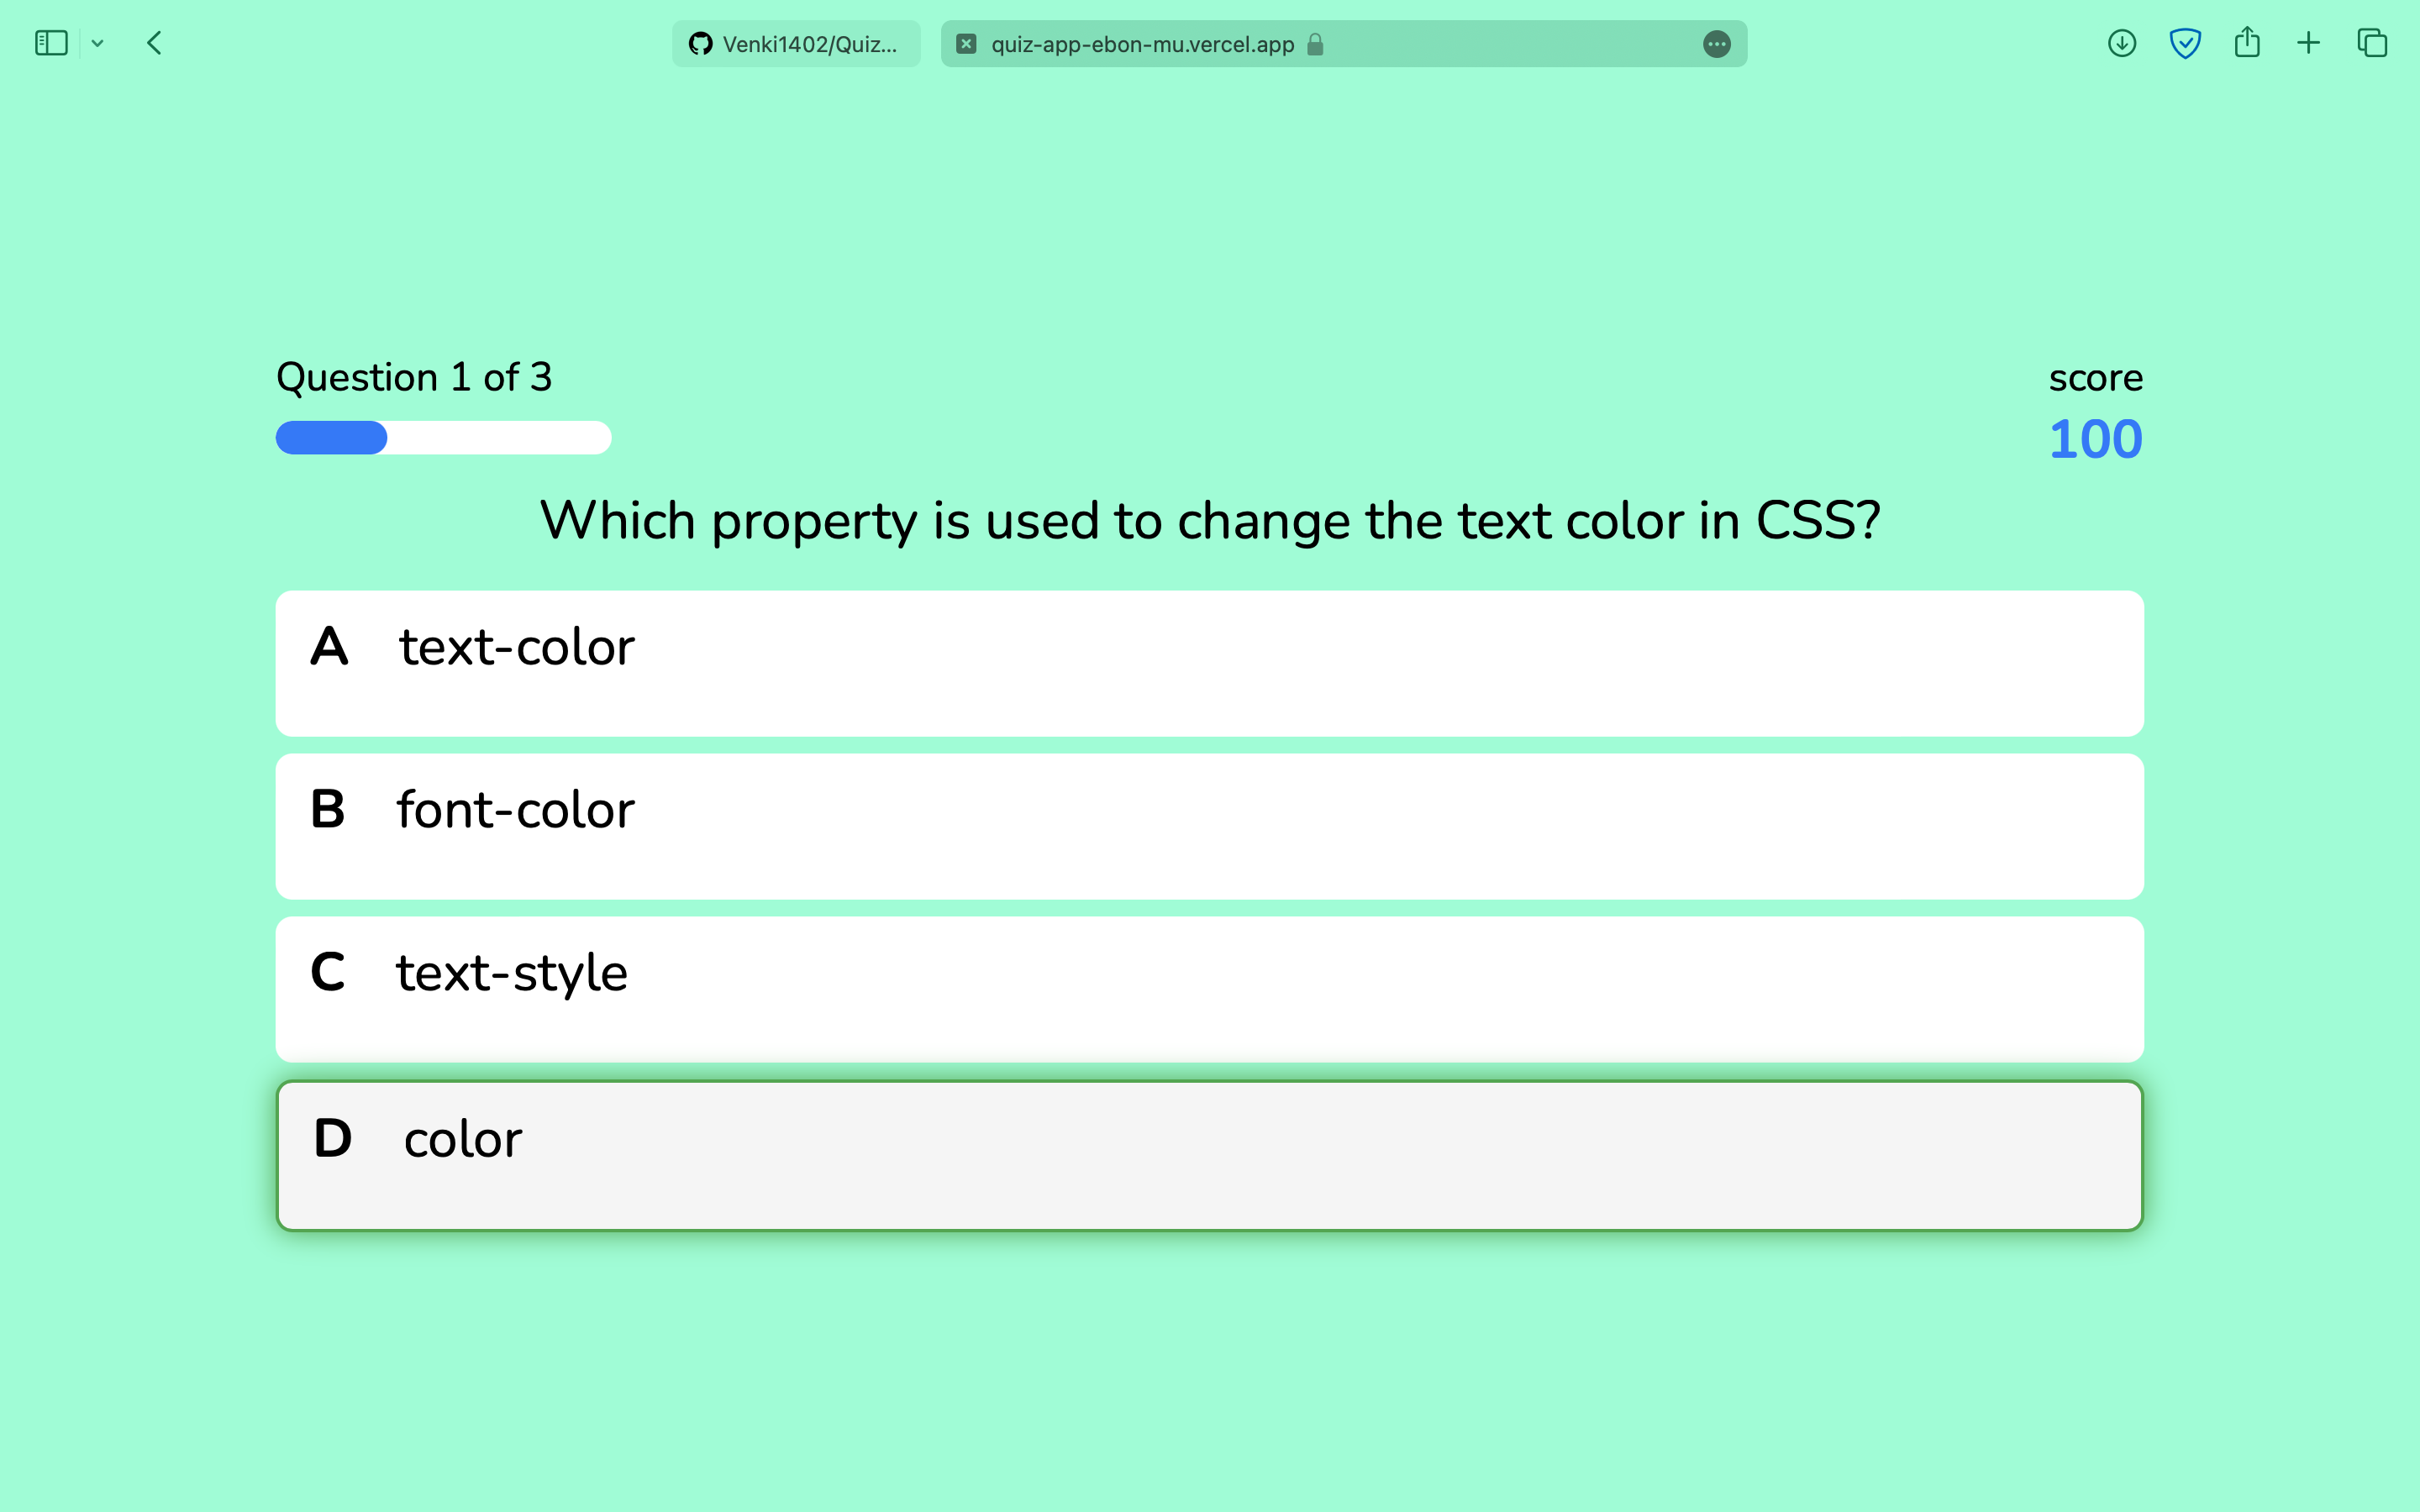 Venki1402/Quiz...
quiz-app-ebon-mu.vercel.app
Question 1 of 3
score
100
Which property is used to change the text color in CSS?
A text-color
B font-color
C text-style
D color